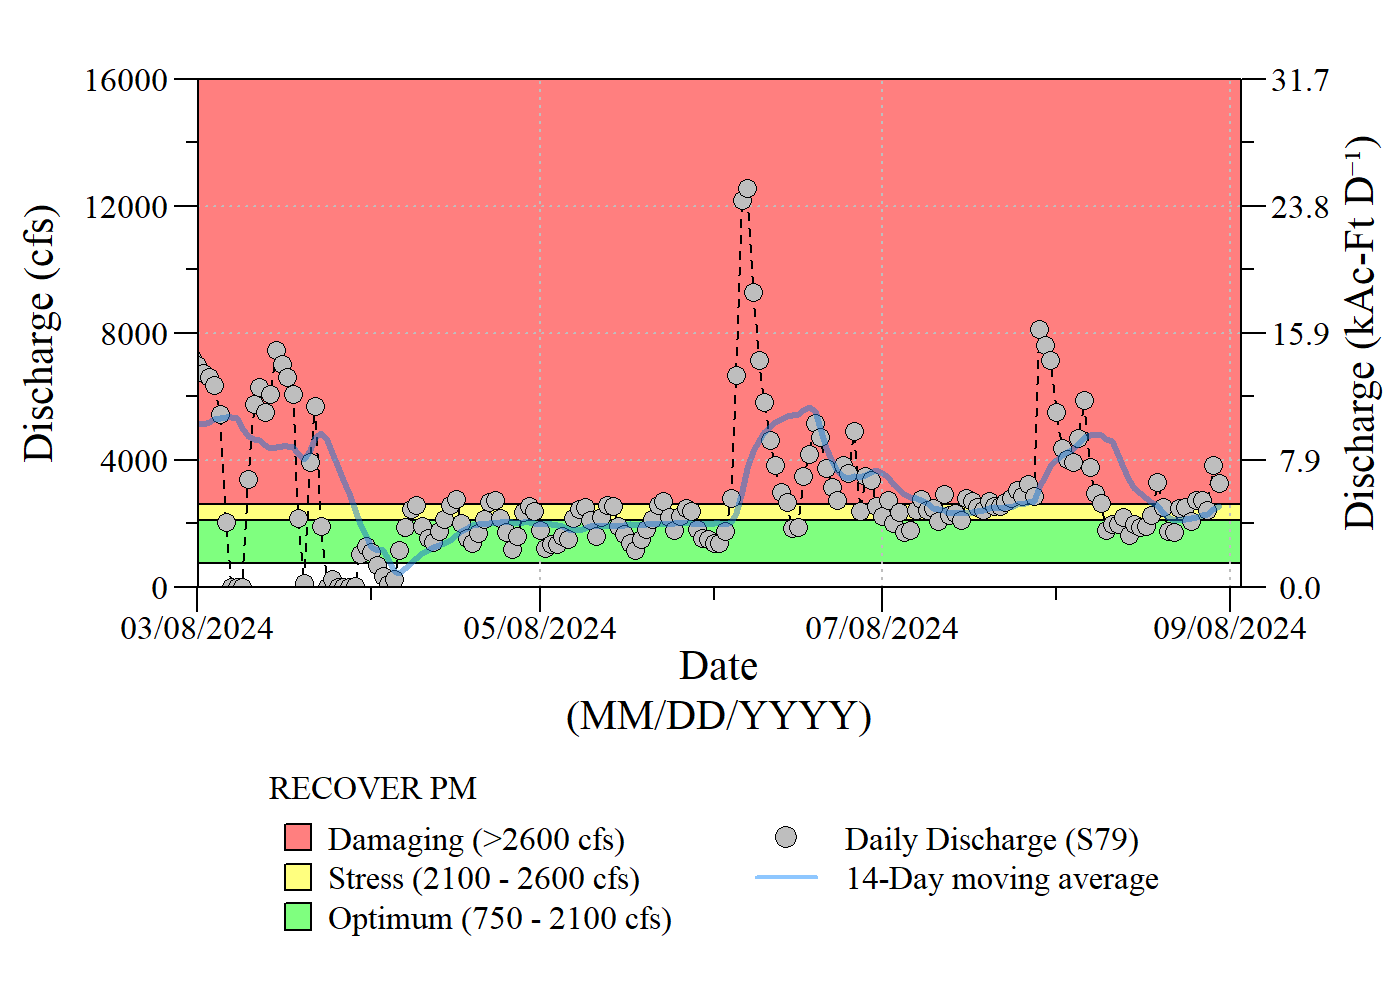 16000
12000
8000
4000
0
Discharge (cfs)
31.7
23.8
15.9
7.9
0.0
Discharge (kAc-Ft D⁻¹)
03/08/2024
05/08/2024
07/08/2024
09/08/2024
Date
(MM/DD/YYYY)
RECOVER PM
Damaging (>2600 cfs)
Stress (2100 - 2600 cfs)
Optimum (750 - 2100 cfs)
Daily Discharge (S79)
14-Day moving average